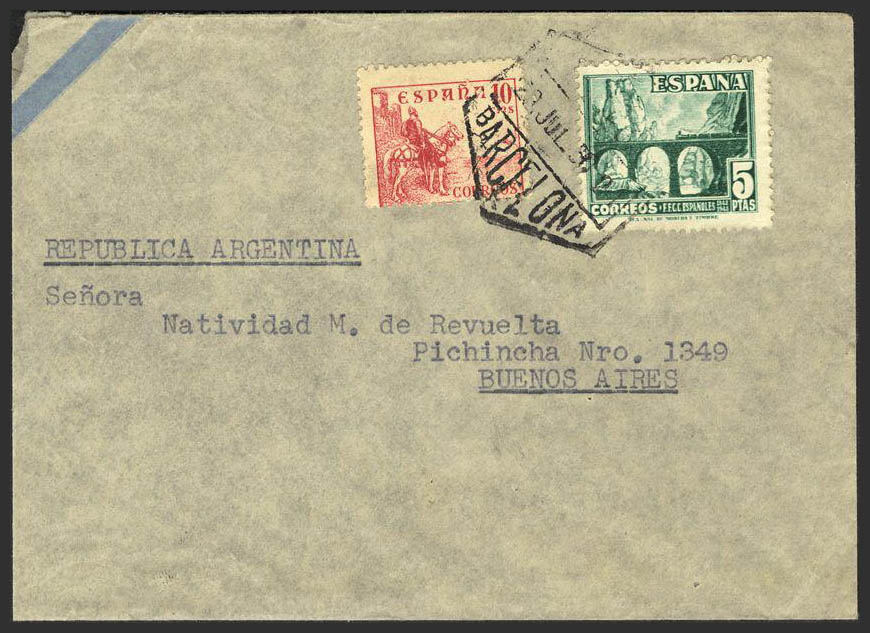 ESPAÑA 10
CORREOS
BARCELONA
JUL.
ESPAÑA
5
PTAS
CORREOS F.F.C.C. ESPAÑOLES
REPUBLICA ARGENTINA
Señora
Natividad M. de Revuelta
Pichincha Nro. 1349
BUENOS AIRES